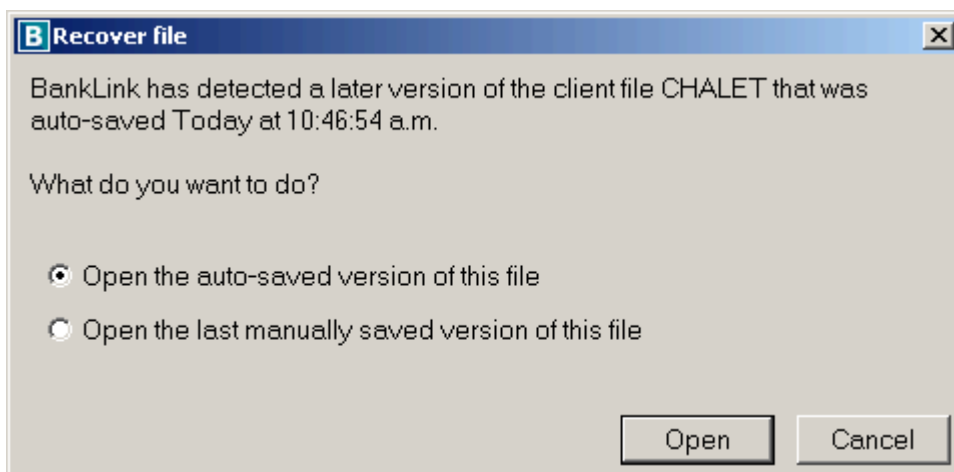 B Recover file
BankLink has detected a later version of the client file CHALET that was
auto-saved Today at 10:46:54 a.m.
What do you want to do?
Open the auto-saved version of this file
Open the last manually saved version of this file
Open Cancel